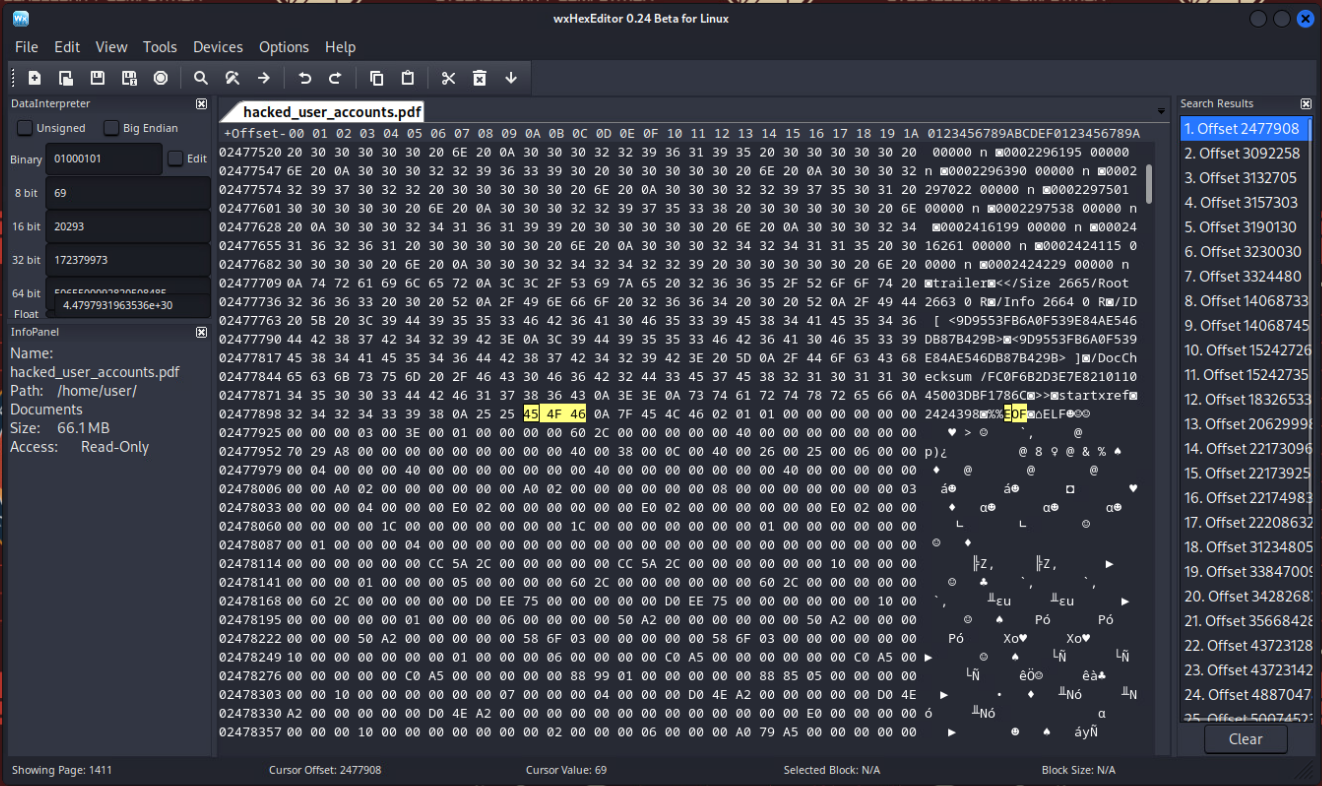 wxHexEditor 0.24 Beta for Linux
File Edit View Tools Devices Options Help
DataInterpreter
Unsigned Big Endian
Binary 01000101 Edit
8 bit 69
16 bit 20293
32 bit 172379973
64 bit
Float 4.4797931963536e+30
InfoPanel
Name:
hacked_user_accounts.pdf
Path: /home/user/
Documents
Size: 66.1 MB
Access: Read-Only
hacked_user_accounts.pdf
+Offset- 00 01 02 03 04 05 06 07 08 09 0A 0B 0C 0D 0E 0F 10 11 12 13 14 15 16 17 18 19 1A 0123456789ABCDEF0123456789A
02477520 20 30 30 30 30 30 20 6E 20 0A 30 30 30 32 32 39 36 31 39 35 20 30 30 30 30 30 20  00000 n ◙0002296195 00000
02477547 6E 20 0A 30 30 30 32 32 39 36 33 39 30 20 30 30 30 30 30 20 6E 20 0A 30 30 30 32 n ◙0002296390 00000 n ◙0002
02477574 32 39 37 30 32 32 20 30 30 30 30 30 20 6E 20 0A 30 30 30 32 32 39 37 35 30 31 20 297022 00000 n ◙0002297501
02477601 30 30 30 30 30 20 6E 20 0A 30 30 30 32 32 39 37 35 33 38 20 30 30 30 30 30 20 6E 00000 n ◙0002297538 00000 n
02477628 20 0A 30 30 30 32 34 31 36 31 39 39 20 30 30 30 30 30 20 6E 20 0A 30 30 30 32 34 ◙0002416199 00000 n ◙00024
02477655 31 36 32 36 31 20 30 30 30 30 30 20 6E 20 0A 30 30 30 32 34 32 34 31 31 35 20 30 16261 00000 n ◙0002424115 0
02477682 30 30 30 30 20 6E 20 0A 30 30 30 32 34 32 34 32 32 39 20 30 30 30 30 30 20 6E 20 0000 n ◙0002424229 00000 n
02477709 0A 74 72 61 69 6C 65 72 0A 3C 3C 2F 53 69 7A 65 20 32 36 36 35 2F 52 6F 6F 74 20 ◙trailer◙<</Size 2665/Root
02477736 32 36 36 33 20 30 20 52 0A 2F 49 6E 66 6F 20 32 36 36 34 20 30 20 52 0A 2F 49 44 2663 0 R◙/Info 2664 0 R◙/ID
02477763 20 5B 20 3C 39 44 39 35 35 33 46 42 36 41 30 46 35 33 39 45 38 34 41 45 35 34 36 [ <9D9553FB6A0F539E84AE546
02477790 44 42 38 37 42 34 32 39 42 3E 0A 3C 39 44 39 35 35 33 46 42 36 41 30 46 35 33 39 DB87B429B>◙<9D9553FB6A0F539
02477817 45 38 34 41 45 35 34 36 44 42 38 37 42 34 32 39 42 3E 20 5D 0A 2F 44 6F 63 43 68 E84AE546DB87B429B> ]◙/DocCh
02477844 65 63 6B 73 75 6D 20 2F 46 43 30 46 36 42 32 44 33 45 37 45 38 32 31 30 31 31 30 ecksum /FC0F6B2D3E7E8210110
02477871 34 35 30 30 33 44 42 46 31 37 38 36 43 0A 3E 3E 0A 73 74 61 72 74 78 72 65 66 0A 45003DBF1786C◙>>◙startxref◙
02477898 32 34 32 34 33 39 38 0A 25 25 45 4F 46 0A 7F 45 4C 46 02 01 01 00 00 00 00 00 00 2424398◙%%EOF◙⌂ELF☻☺☺
02477925 00 00 00 03 00 3E 00 01 00 00 00 00 60 2C 00 00 00 00 00 40 00 00 00 00 00 00 00 ♥ > ☺ `, @
02477952 70 29 A8 00 00 00 00 00 00 00 00 00 40 00 38 00 0C 00 40 00 26 00 25 00 06 00 00 p)¿ @ 8 ♀ @ & % ♠
02477979 00 04 00 00 00 40 00 00 00 00 00 00 00 40 00 00 00 00 00 00 00 40 00 00 00 00 00 ♦ @ @ @
02478006 00 00 A0 02 00 00 00 00 00 00 A0 02 00 00 00 00 00 00 08 00 00 00 00 00 00 00 03 á☻ á☻ ◘ ♥
02478033 00 00 00 04 00 00 00 E0 02 00 00 00 00 00 00 E0 02 00 00 00 00 00 00 E0 02 00 00 ♦ α☻ α☻ α☻
02478060 00 00 00 00 1C 00 00 00 00 00 00 00 1C 00 00 00 00 00 00 00 01 00 00 00 00 00 00 ∟ ∟ ☺
02478087 00 01 00 00 00 04 00 00 00 00 00 00 00 00 00 00 00 00 00 00 00 00 00 00 00 00 00 ☺ ♦
02478114 00 00 00 00 00 00 CC 5A 2C 00 00 00 00 00 CC 5A 2C 00 00 00 00 00 00 10 00 00 00 ╠Z, ╠Z, ►
02478141 00 00 00 01 00 00 00 05 00 00 00 00 60 2C 00 00 00 00 00 00 60 2C 00 00 00 00 00 ☺ ♣ `, `,
02478168 00 60 2C 00 00 00 00 00 D0 EE 75 00 00 00 00 00 D0 EE 75 00 00 00 00 00 00 10 00 `, ╨εu ╨εu ►
02478195 00 00 00 00 00 01 00 00 00 06 00 00 00 00 50 A2 00 00 00 00 00 00 50 A2 00 00 00 ☺ ♠ Pó Pó
02478222 00 00 00 50 A2 00 00 00 00 00 58 6F 03 00 00 00 00 00 58 6F 03 00 00 00 00 00 00 Pó Xo♥ Xo♥
02478249 10 00 00 00 00 00 00 01 00 00 00 06 00 00 00 00 C0 A5 00 00 00 00 00 00 C0 A5 00 ► ☺ ♠ └Ñ └Ñ
02478276 00 00 00 00 00 C0 A5 00 00 00 00 00 88 99 01 00 00 00 00 00 88 85 05 00 00 00 00 └Ñ êÖ☺ êà♣
02478303 00 00 10 00 00 00 00 00 00 07 00 00 00 04 00 00 00 D0 4E A2 00 00 00 00 00 D0 4E ► • ♦ ╨Nó ╨N
02478330 A2 00 00 00 00 00 D0 4E A2 00 00 00 00 00 00 00 00 00 00 00 00 00 E0 00 00 00 00 ó ╨Nó α
02478357 00 00 00 10 00 00 00 00 00 00 02 00 00 00 06 00 00 00 A0 79 A5 00 00 00 00 00 ► ☻ ♠ áyÑ
Search Results
1. Offset 2477908
2. Offset 3092258
3. Offset 3132705
4. Offset 3157303
5. Offset 3190130
6. Offset 3230030
7. Offset 3324480
8. Offset 14068733
9. Offset 14068745
10. Offset 15242726
11. Offset 15242735
12. Offset 18326533
13. Offset 2062999
14. Offset 22173096
15. Offset 22173925
16. Offset 22174983
17. Offset 22208632
18. Offset 31234805
19. Offset 3384700
20. Offset 3428268
21. Offset 35668428
22. Offset 43723128
23. Offset 43723142
24. Offset 4887047
25. Offset 5007452
Clear
Showing Page: 1411 Cursor Offset: 2477908 Cursor Value: 69 Selected Block: N/A Block Size: N/A